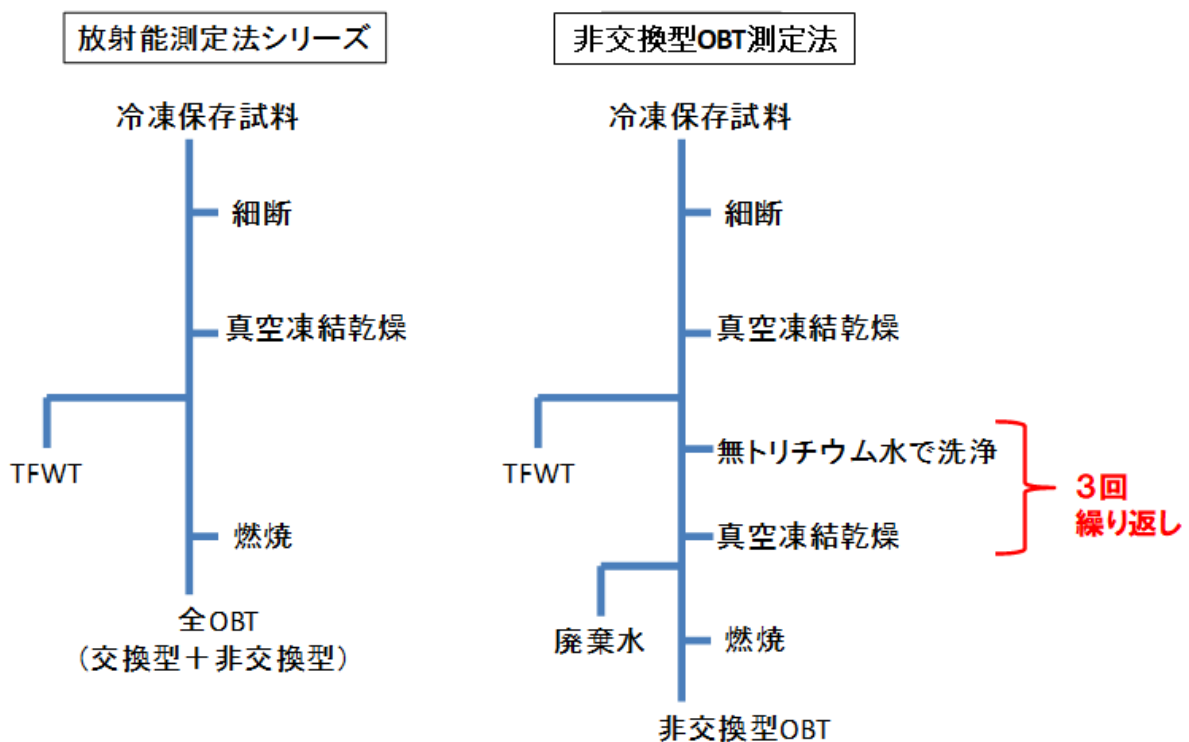 放射能測定法シリーズ
冷凍保存試料
細断
真空凍結乾燥
TFWT
燃焼
全OBT
（交換型＋非交換型）
非交換型OBT測定法
冷凍保存試料
細断
真空凍結乾燥
TFWT
無トリチウム水で洗浄
真空凍結乾燥
３回
繰り返し
廃棄水
燃焼
非交換型OBT